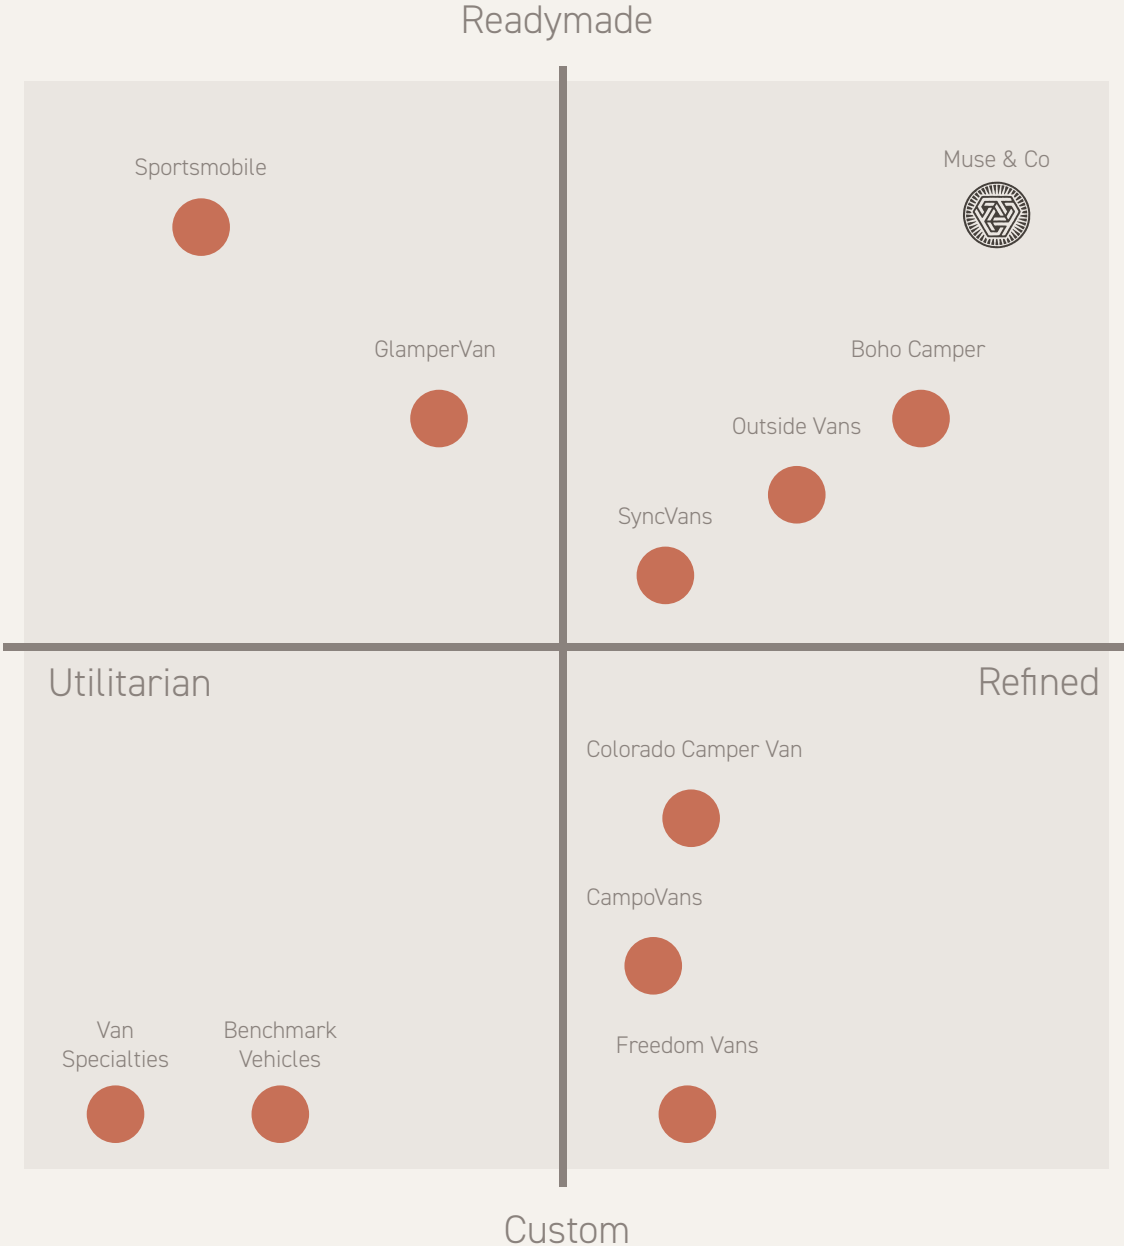 Readymade
Sportsmobile
Muse & Co
GlamperVan
Boho Camper
Outside Vans
SyncVans
Utilitarian
Refined
Colorado Camper Van
CampoVans
Van
Specialties
Benchmark
Vehicles
Freedom Vans
Custom